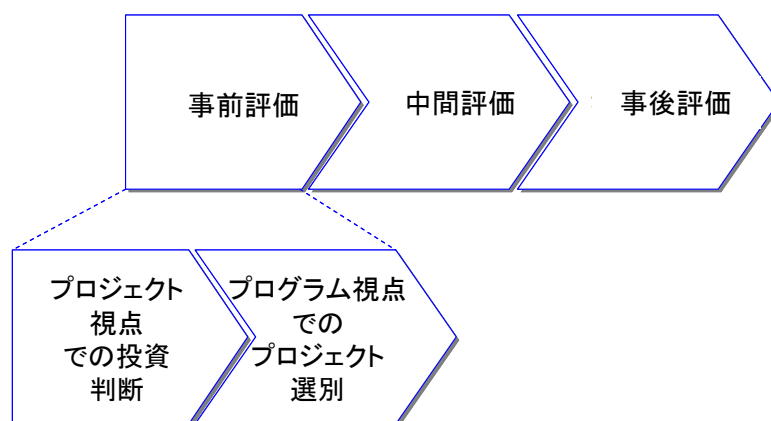 事前評価
中間評価
事後評価
プロジェクト
視点
での投資
判断
プログラム視点
での
プロジェクト
選別